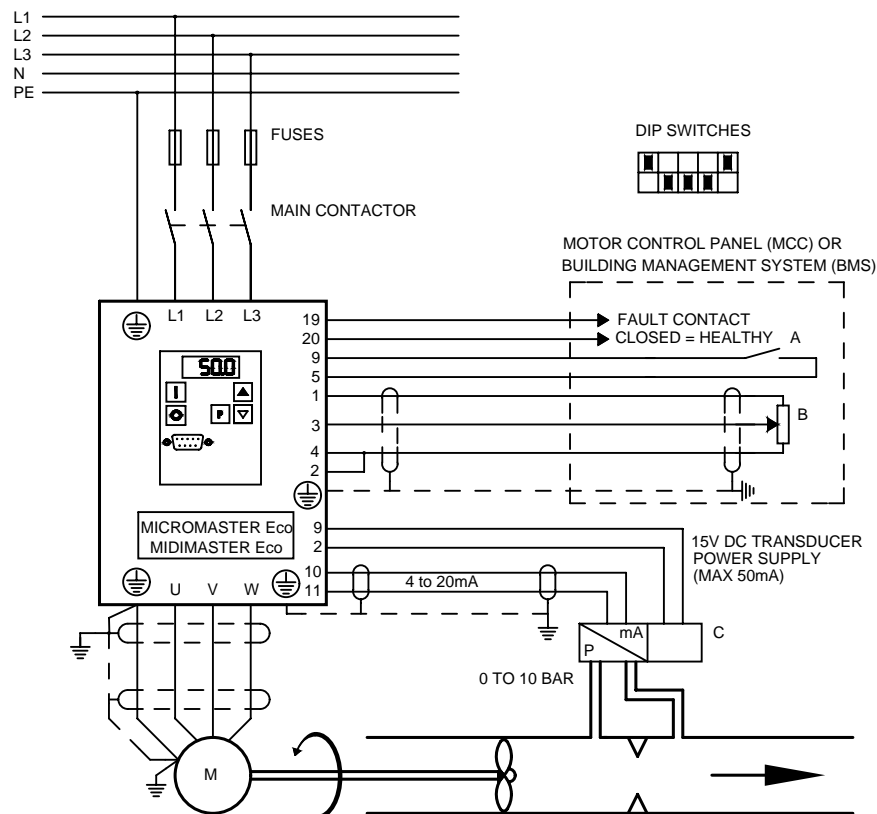 L1
L2
L3
N
PE
FUSES
DIP SWITCHES
MAIN CONTACTOR
MOTOR CONTROL PANEL (MCC) OR
BUILDING MANAGEMENT SYSTEM (BMS)
L1 L2 L3
19 FAULT CONTACT
20 CLOSED = HEALTHY A
9
5
50.0
1
P
3 B
4
2
MICROMASTER Eco
MIDIMASTER Eco
9
2
15V DC TRANSDUCER
POWER SUPPLY
(MAX 50mA)
10
11
4 to 20mA
U V W
mA
P
C
0 TO 10 BAR
M